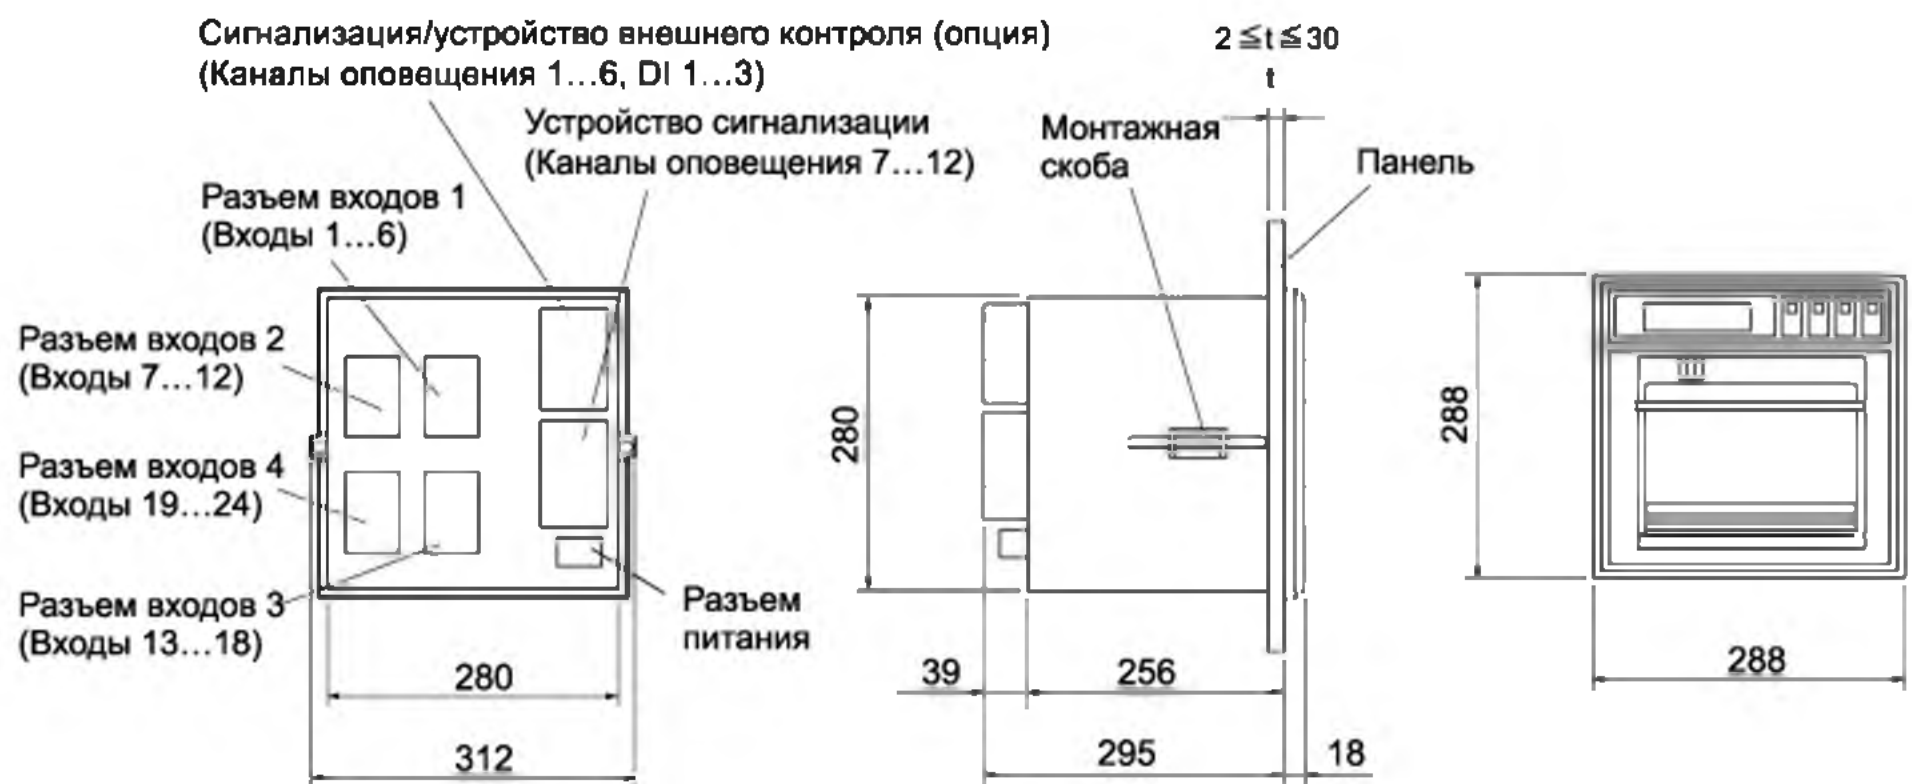 Сигнализация/устройство внешнего контроля (опция)
(Каналы оповещения 1...6, DI 1...3)
2 ≦t≦30
t
Устройство сигнализации
(Каналы оповещения 7...12)
Монтажная
скоба
Панель
Разъем входов 1
(Входы 1...6)
Разъем входов 2
(Входы 7...12)
Разъем входов 4
(Входы 19...24)
Разъем входов 3
(Входы 13...18)
Разъем
питания
280
312
280
39
256
295
18
288
288